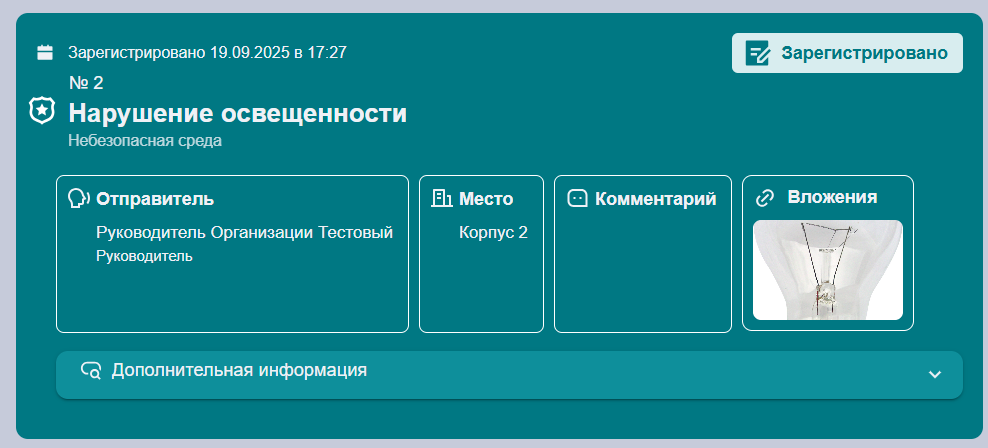 Зарегистрировано 19.09.2025 в 17:27
Зарегистрировано
№ 2
Нарушение освещенности
Небезопасная среда
Отправитель
Руководитель Организации Тестовый
Руководитель
Место
Корпус 2
Комментарий
Вложения
Дополнительная информация